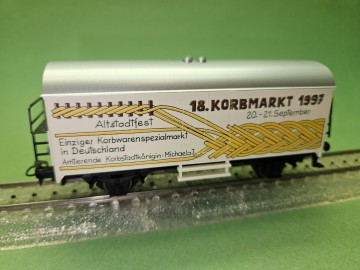 18. KORBMARKT 1997
20.-21. September
Altstadtfest
Einziger Korbwarenspezialmarkt
in Deutschland
Amtierende Korbstadtkönigin: Michaela I.